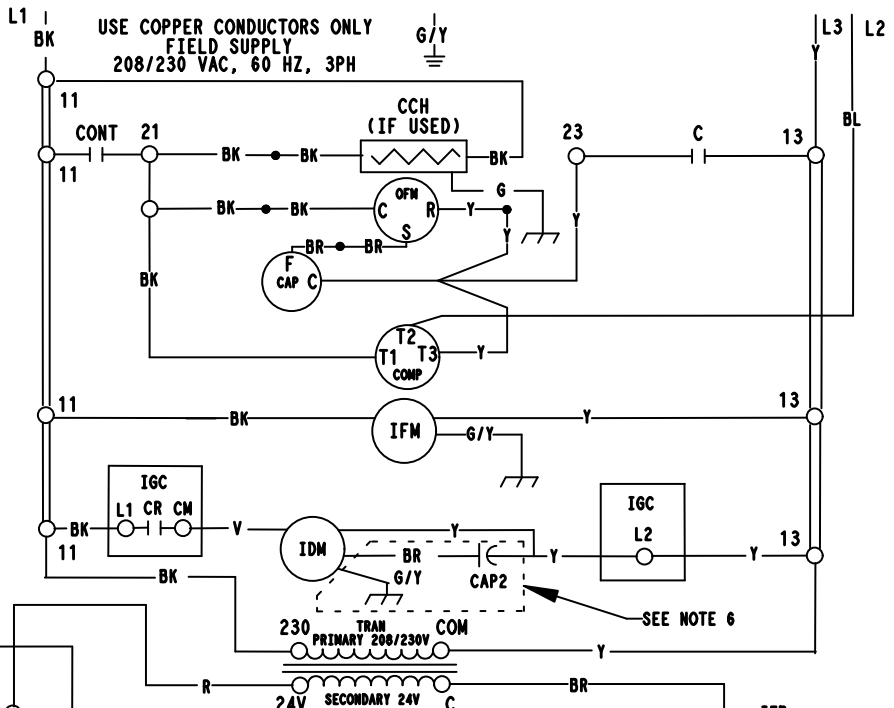 L1
BK
USE COPPER CONDUCTORS ONLY
FIELD SUPPLY
208/230 VAC, 60 HZ, 3PH
G/Y
L3
L2
Y
11
CCH
(IF USED)
BL
CONT
21
23
C
13
11
BK
BK
BK
G
OFM
C
R
S
BK
BK
Y
Y
Y
BR
BR
F
CAP
C
BK
T2
T1
T3
COMP
Y
11
13
BK
IFM
Y
G/Y
IGC
L1
CR
CM
IGC
L2
BK
V
11
IDM
Y
BR
CAP2
Y
Y
13
G/Y
BK
SEE NOTE 6
230
TRAN
COM
PRIMARY 208/230V
Y
R
24V
SECONDARY 24V
C
BR